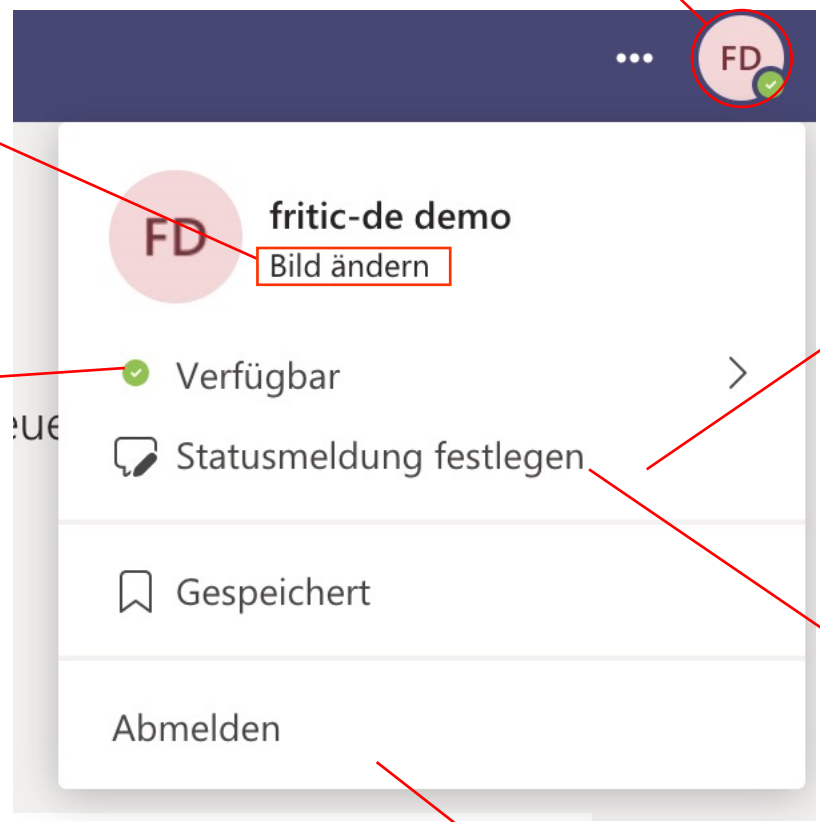 FD
FD
fritic-de demo
Bild ändern
Verfügbar
Statusmeldung festlegen
Gespeichert
Abmelden